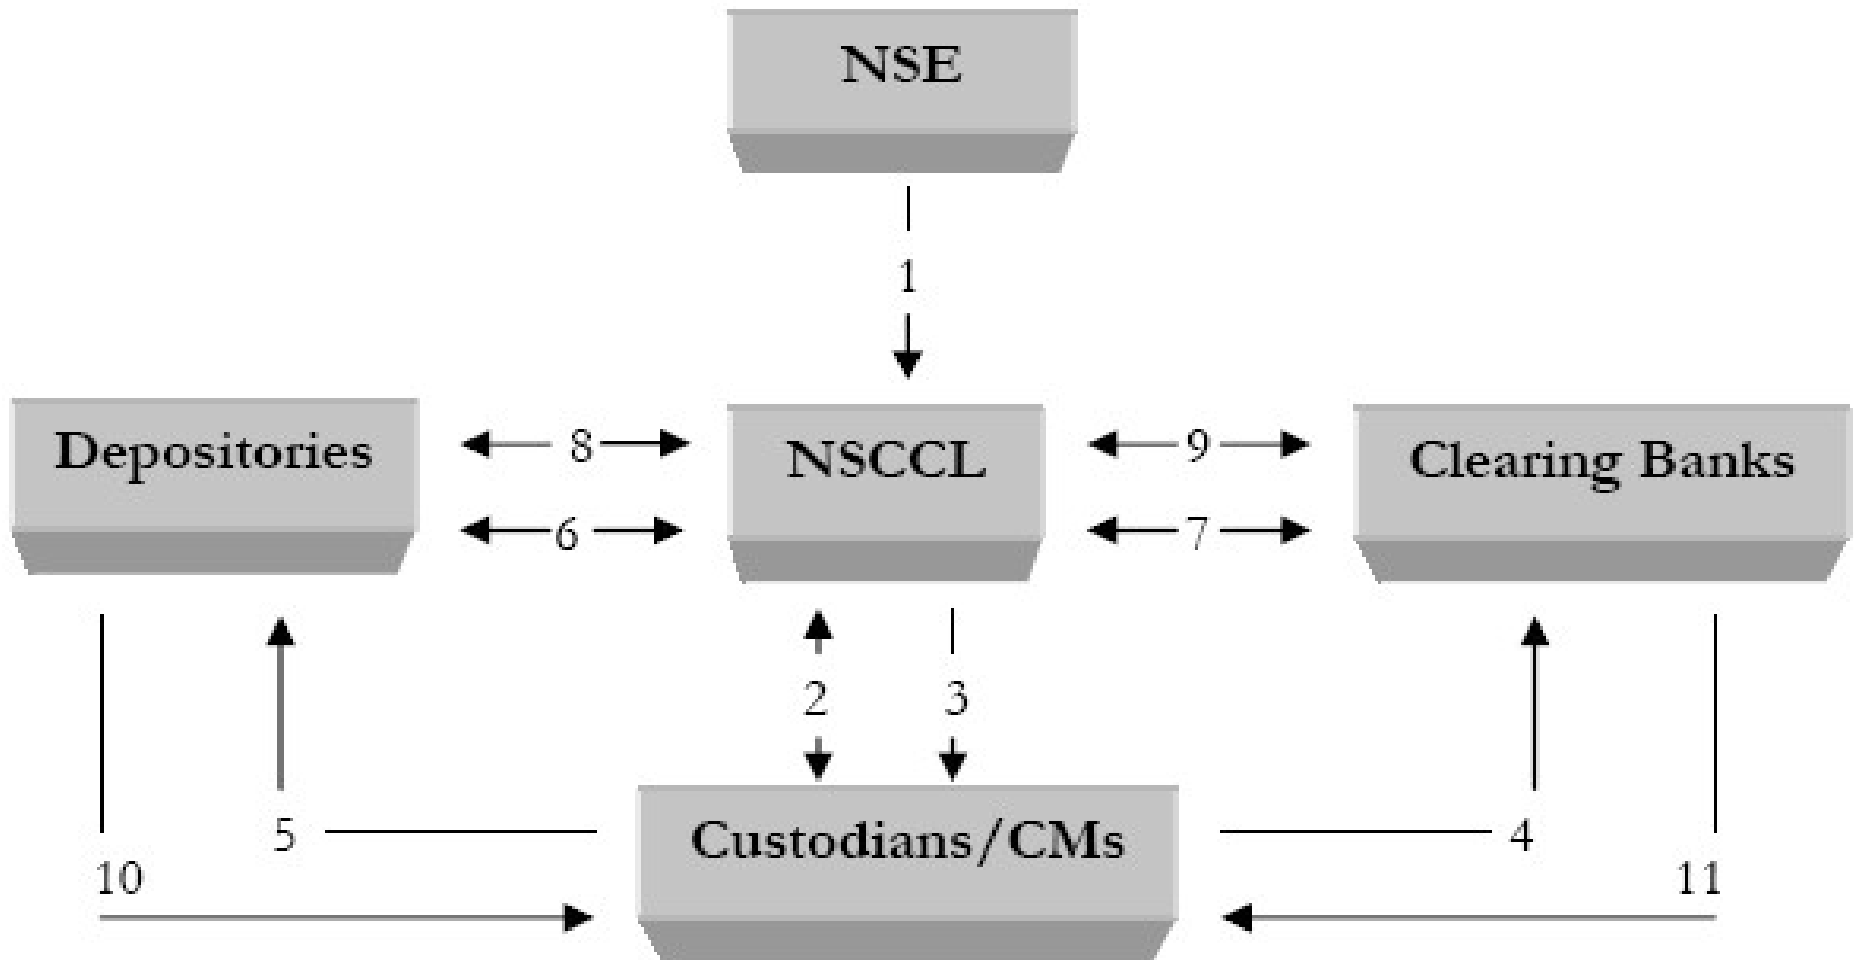 NSE
1
Depositories
8
NSCCL
9
Clearing Banks
6
7
2
3
5
Custodians/CMs
4
10
11